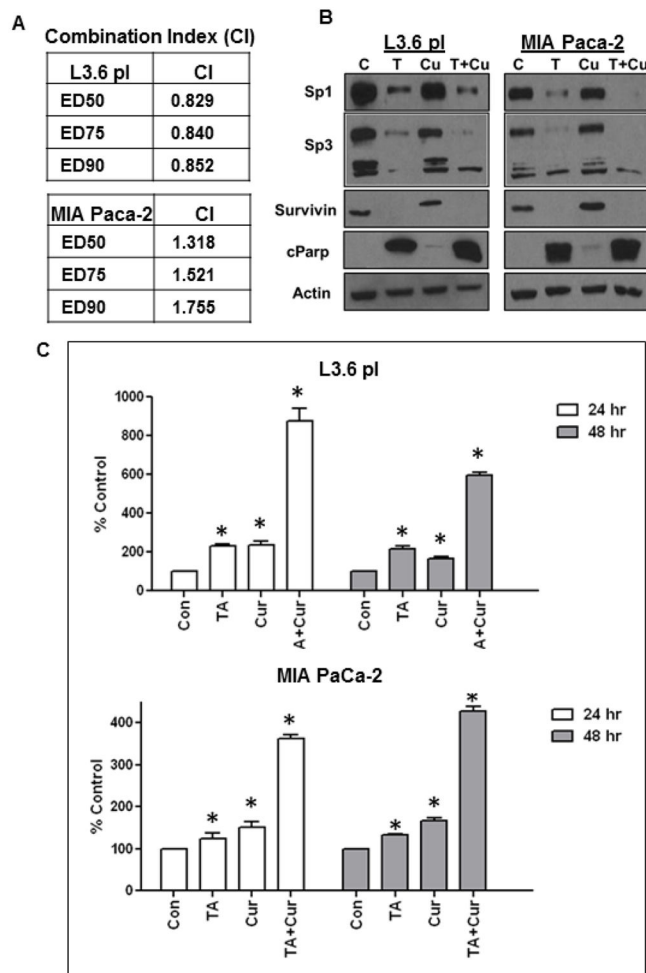 A
Combination Index (CI)
L3.6 pl CI
ED50 0.829
ED75 0.840
ED90 0.852
MIA Paca-2 CI
ED50 1.318
ED75 1.521
ED90 1.755
B
L3.6 pl MIA Paca-2
C T Cu T+Cu C T Cu T+Cu
Sp1
Sp3
Survivin
cParp
Actin
C
L3.6 pl
% Control
1000
800
600
400
200
0
* * * * * *
24 hr
48 hr
Con TA Cur A+Cur Con TA Cur A+Cur
MIA PaCa-2
% Control
400
300
200
100
0
* * * * * *
24 hr
48 hr
Con TA Cur TA+Cur Con TA Cur TA+Cur